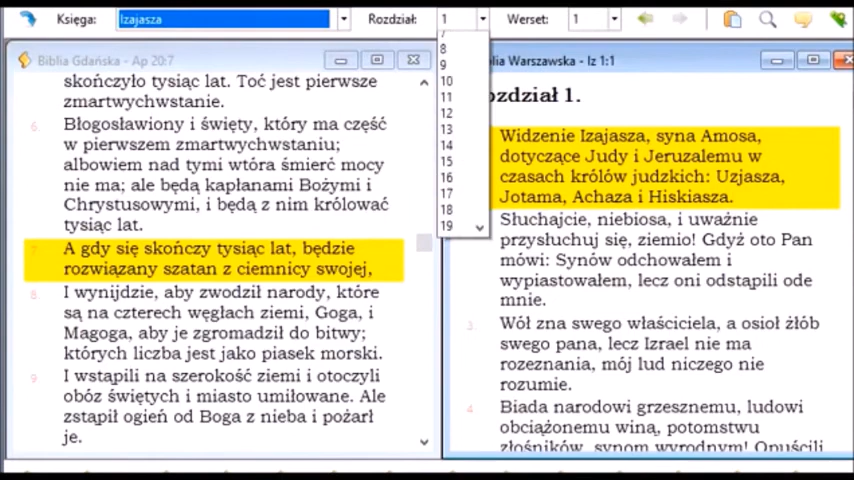 Księga: Izajasza Rozdział: 1 Werset: 1
Biblia Gdańska - Ap 20:7
skończyło tysiąc lat. Toć jest pierwsze
zmartwychwstanie.
6. Błogosławiony i święty, który ma część
w pierwszem zmartwychwstaniu;
albowiem nad tymi wtóra śmierć mocy
nie ma; ale będą kapłanami Bożymi i
Chrystusowymi, i będą z nim królować
tysiąc lat.
7. A gdy się skończy tysiąc lat, będzie
rozwiązany szatan z ciemnicy swojej,
8. I wynijdzie, aby zwodził narody, które
są na czterech węgłach ziemi, Goga, i
Magoga, aby je zgromadził do bitwy;
których liczba jest jako piasek morski.
9. I wstąpili na szerokość ziemi i otoczyli
obóz świętych i miasto umiłowane. Ale
zstąpił ogień od Boga z nieba i pożarł
je.
8
9
10
11
12
13
14
15
16
17
18
19
blia Warszawska - Iz 1:1
ozdział 1.
Widzenie Izajasza, syna Amosa,
dotyczące Judy i Jeruzalemu w
czasach królów judzkich: Uzjasza,
Jotama, Achaza i Hiskiasza.
Słuchajcie, niebiosa, i uważnie
przysłuchuj się, ziemio! Gdyż oto Pan
mówi: Synów odchowałem i
wypiastowałem, lecz oni odstąpili ode
mnie.
3. Wół zna swego właściciela, a osioł żłób
swego pana, lecz Izrael nie ma
rozeznania, mój lud niczego nie
rozumie.
4. Biada narodowi grzesznemu, ludowi
obciążonemu winą, potomstwu
złośników, synom wyrodnym! Opuścili